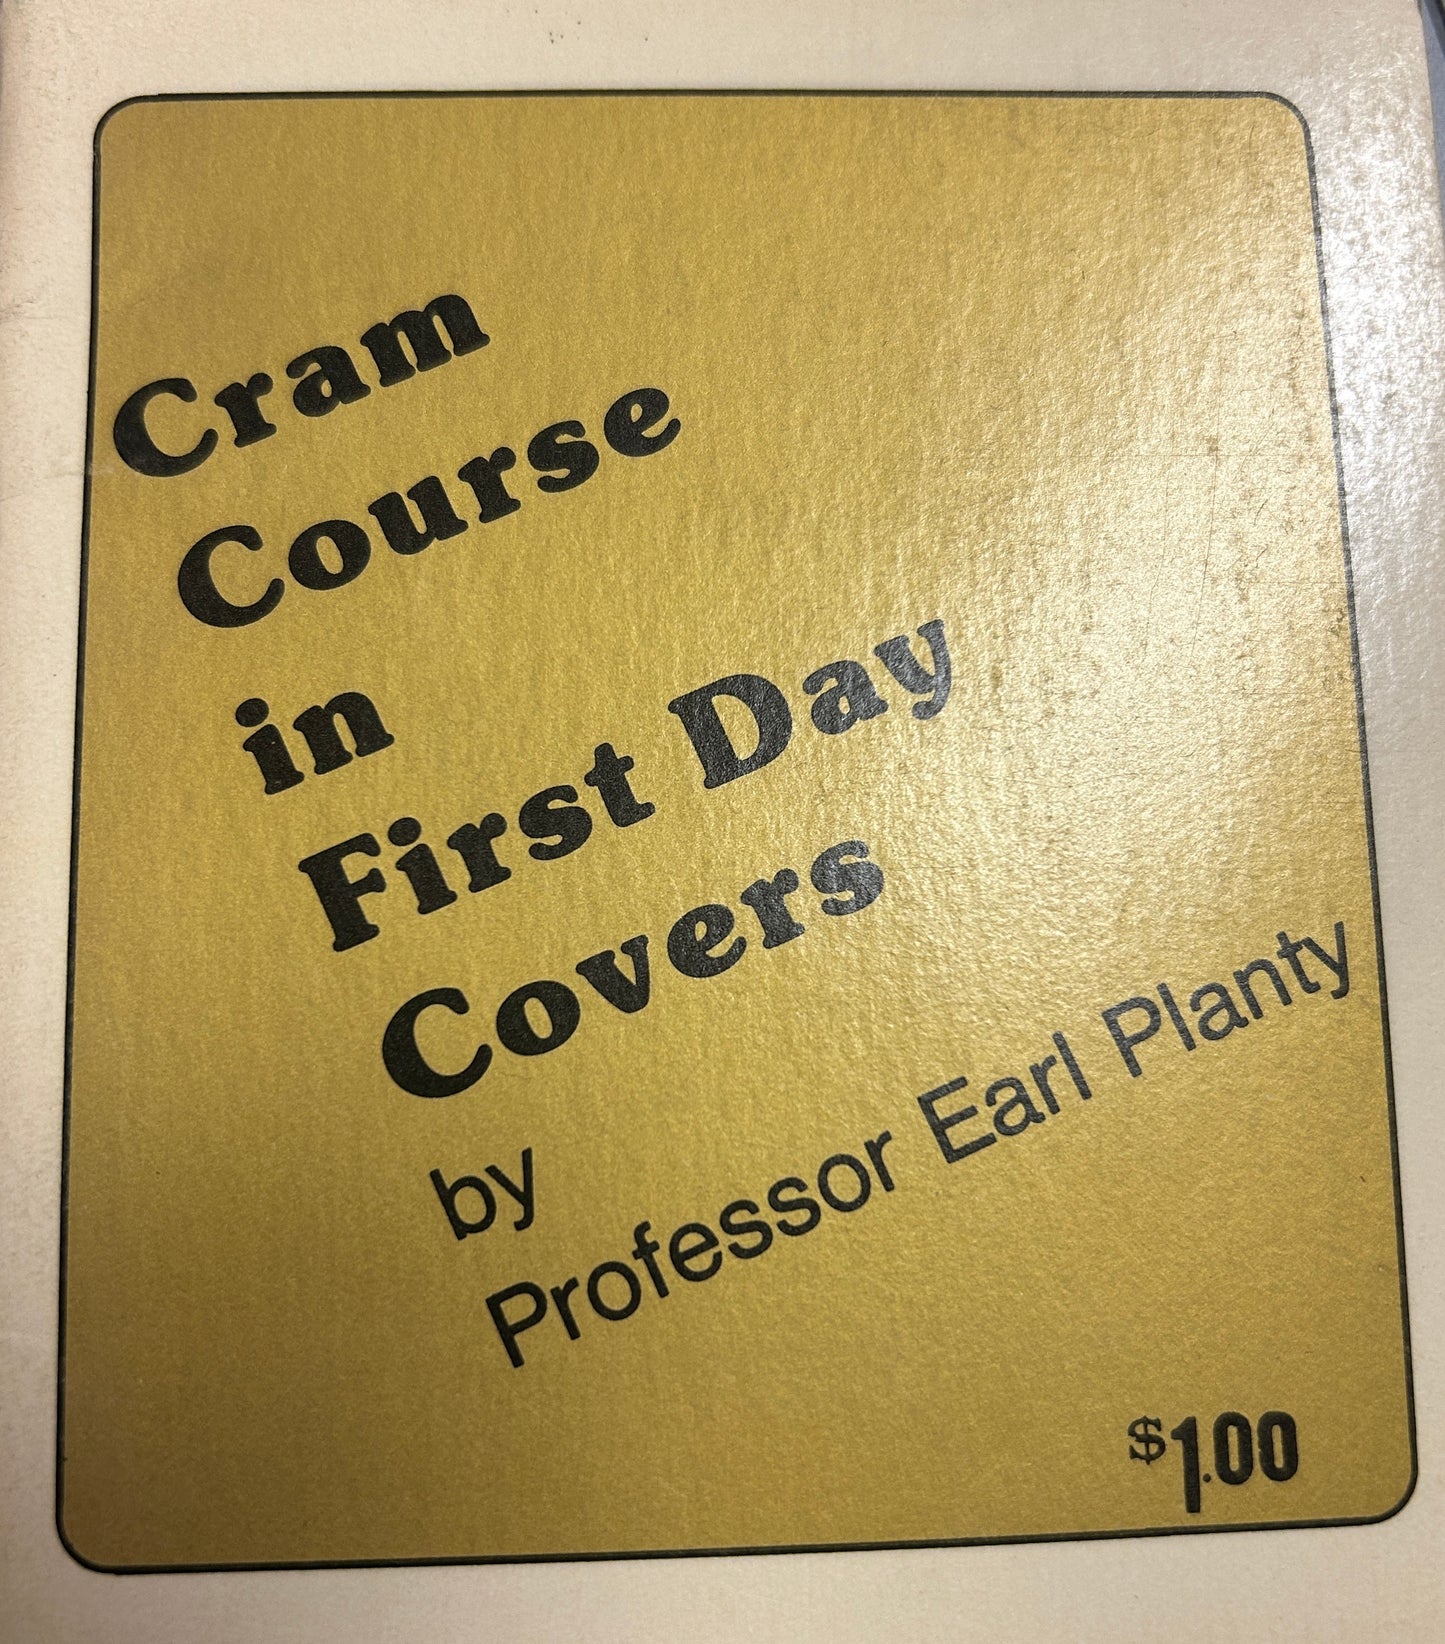 Cram
Course
in
First Day
Covers
by
Professor Earl Planty
$1.00